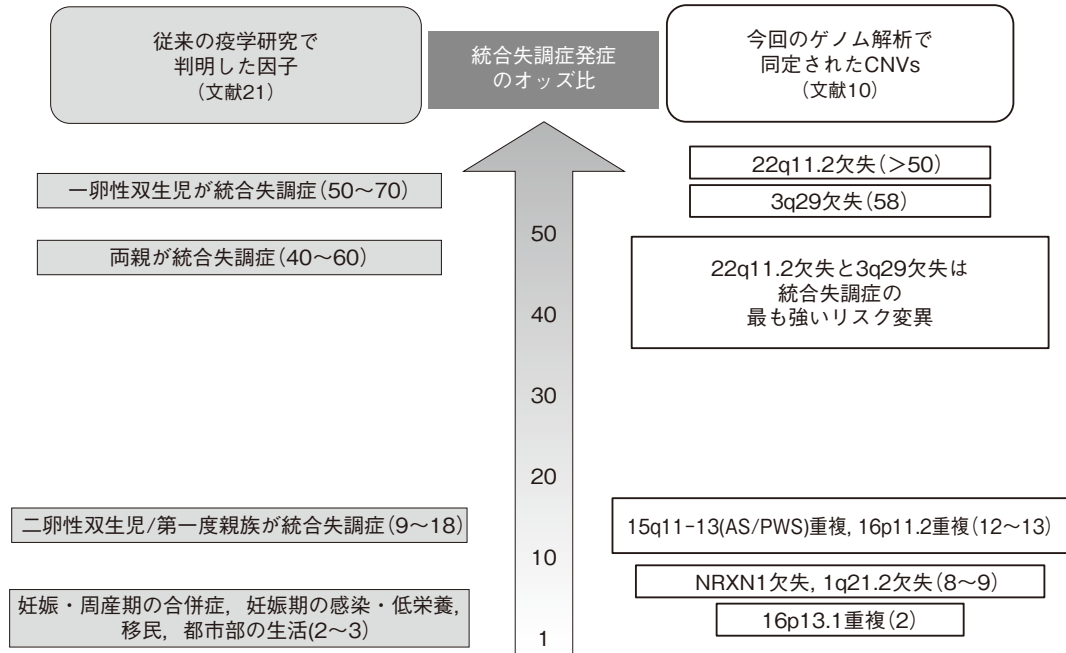 従来の疫学研究で
判明した因子
（文献21）
統合失調症発症
のオッズ比
今回のゲノム解析で
同定されたCNVs
（文献10）
一卵性双生児が統合失調症（50〜70）
両親が統合失調症（40〜60）
二卵性双生児/第一度親族が統合失調症（9〜18）
妊娠・周産期の合併症，妊娠期の感染・低栄養，
移民，都市部の生活(2〜3）
50
40
30
20
10
1
22q11.2欠失（＞50）
3q29欠失（58）
22q11.2欠失と3q29欠失は
統合失調症の
最も強いリスク変異
15q11-13(AS/PWS)重複, 16p11.2重複（12〜13）
NRXN1欠失, 1q21.2欠失（8〜9）
16p13.1重複（2）